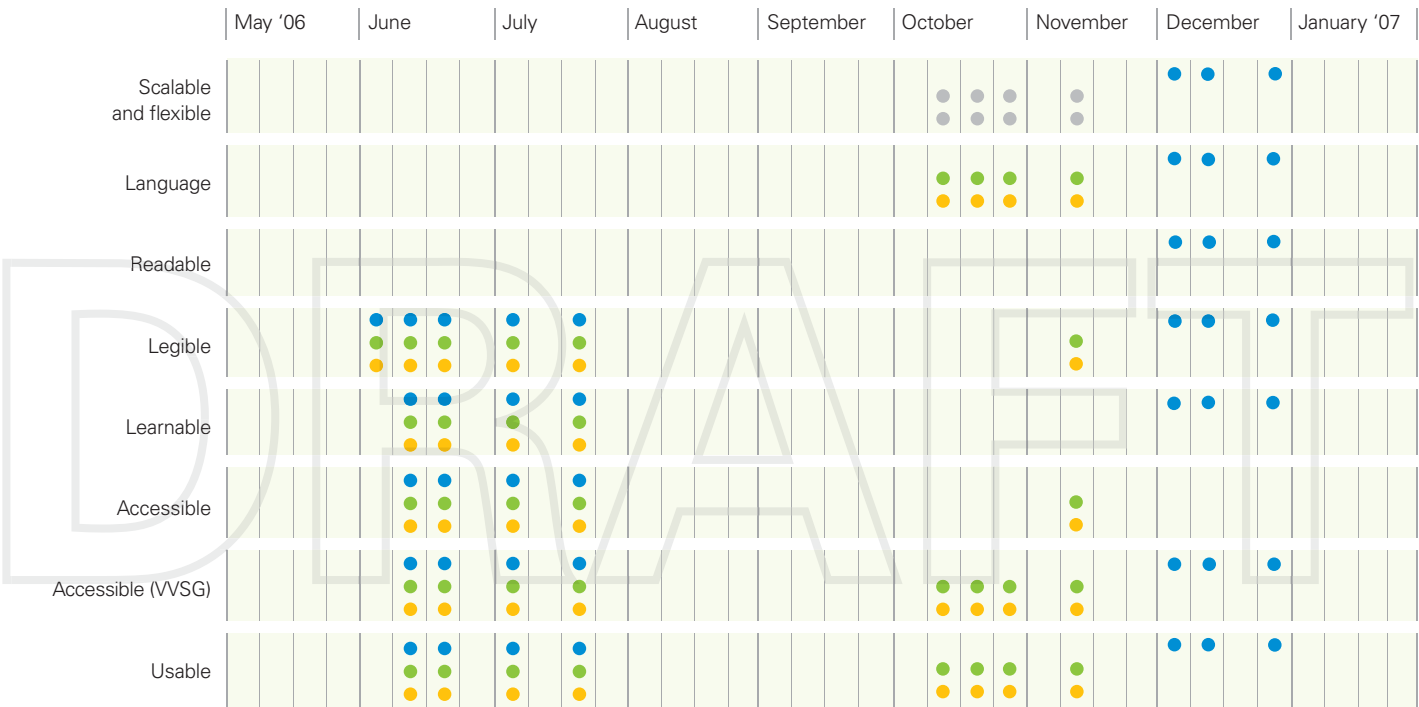 May ‘06 June July August September October November December January ‘07
Scalable
and flexible
Language
Readable
Legible
Learnable
Accessible
Accessible (VVSG)
Usable
DRAFT